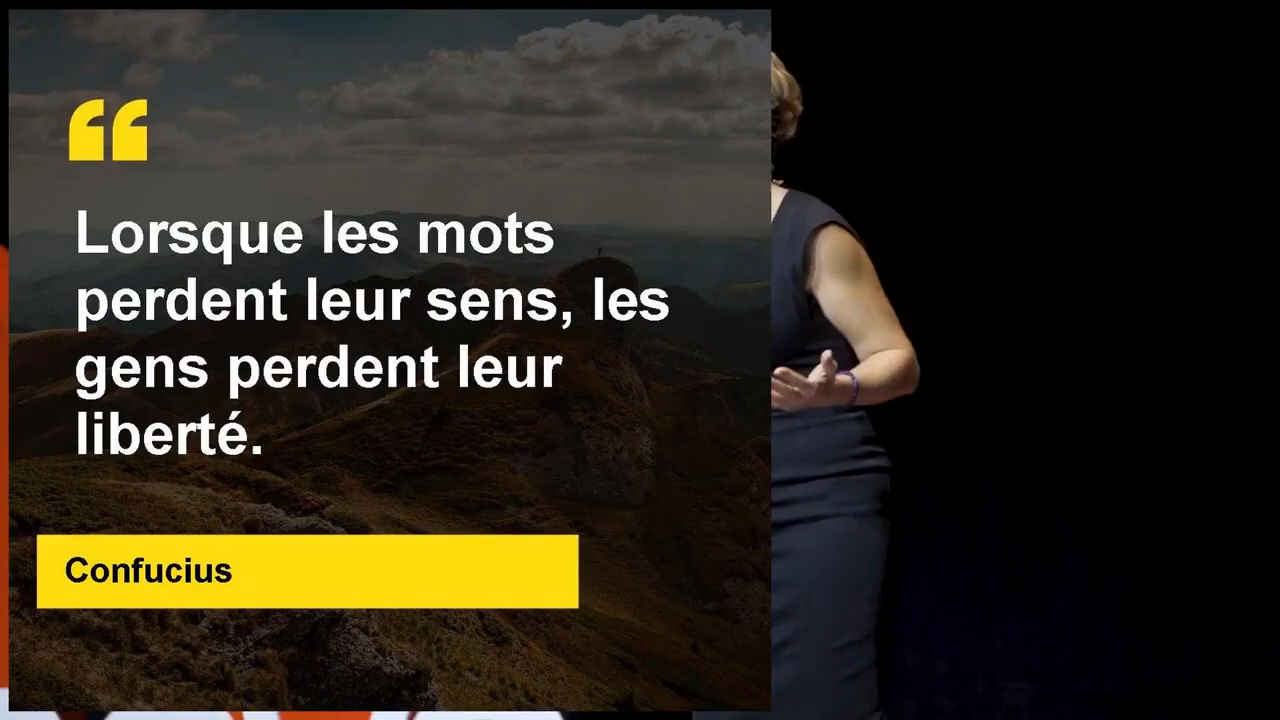 “
Lorsque les mots
perdent leur sens, les
gens perdent leur
liberté.
Confucius